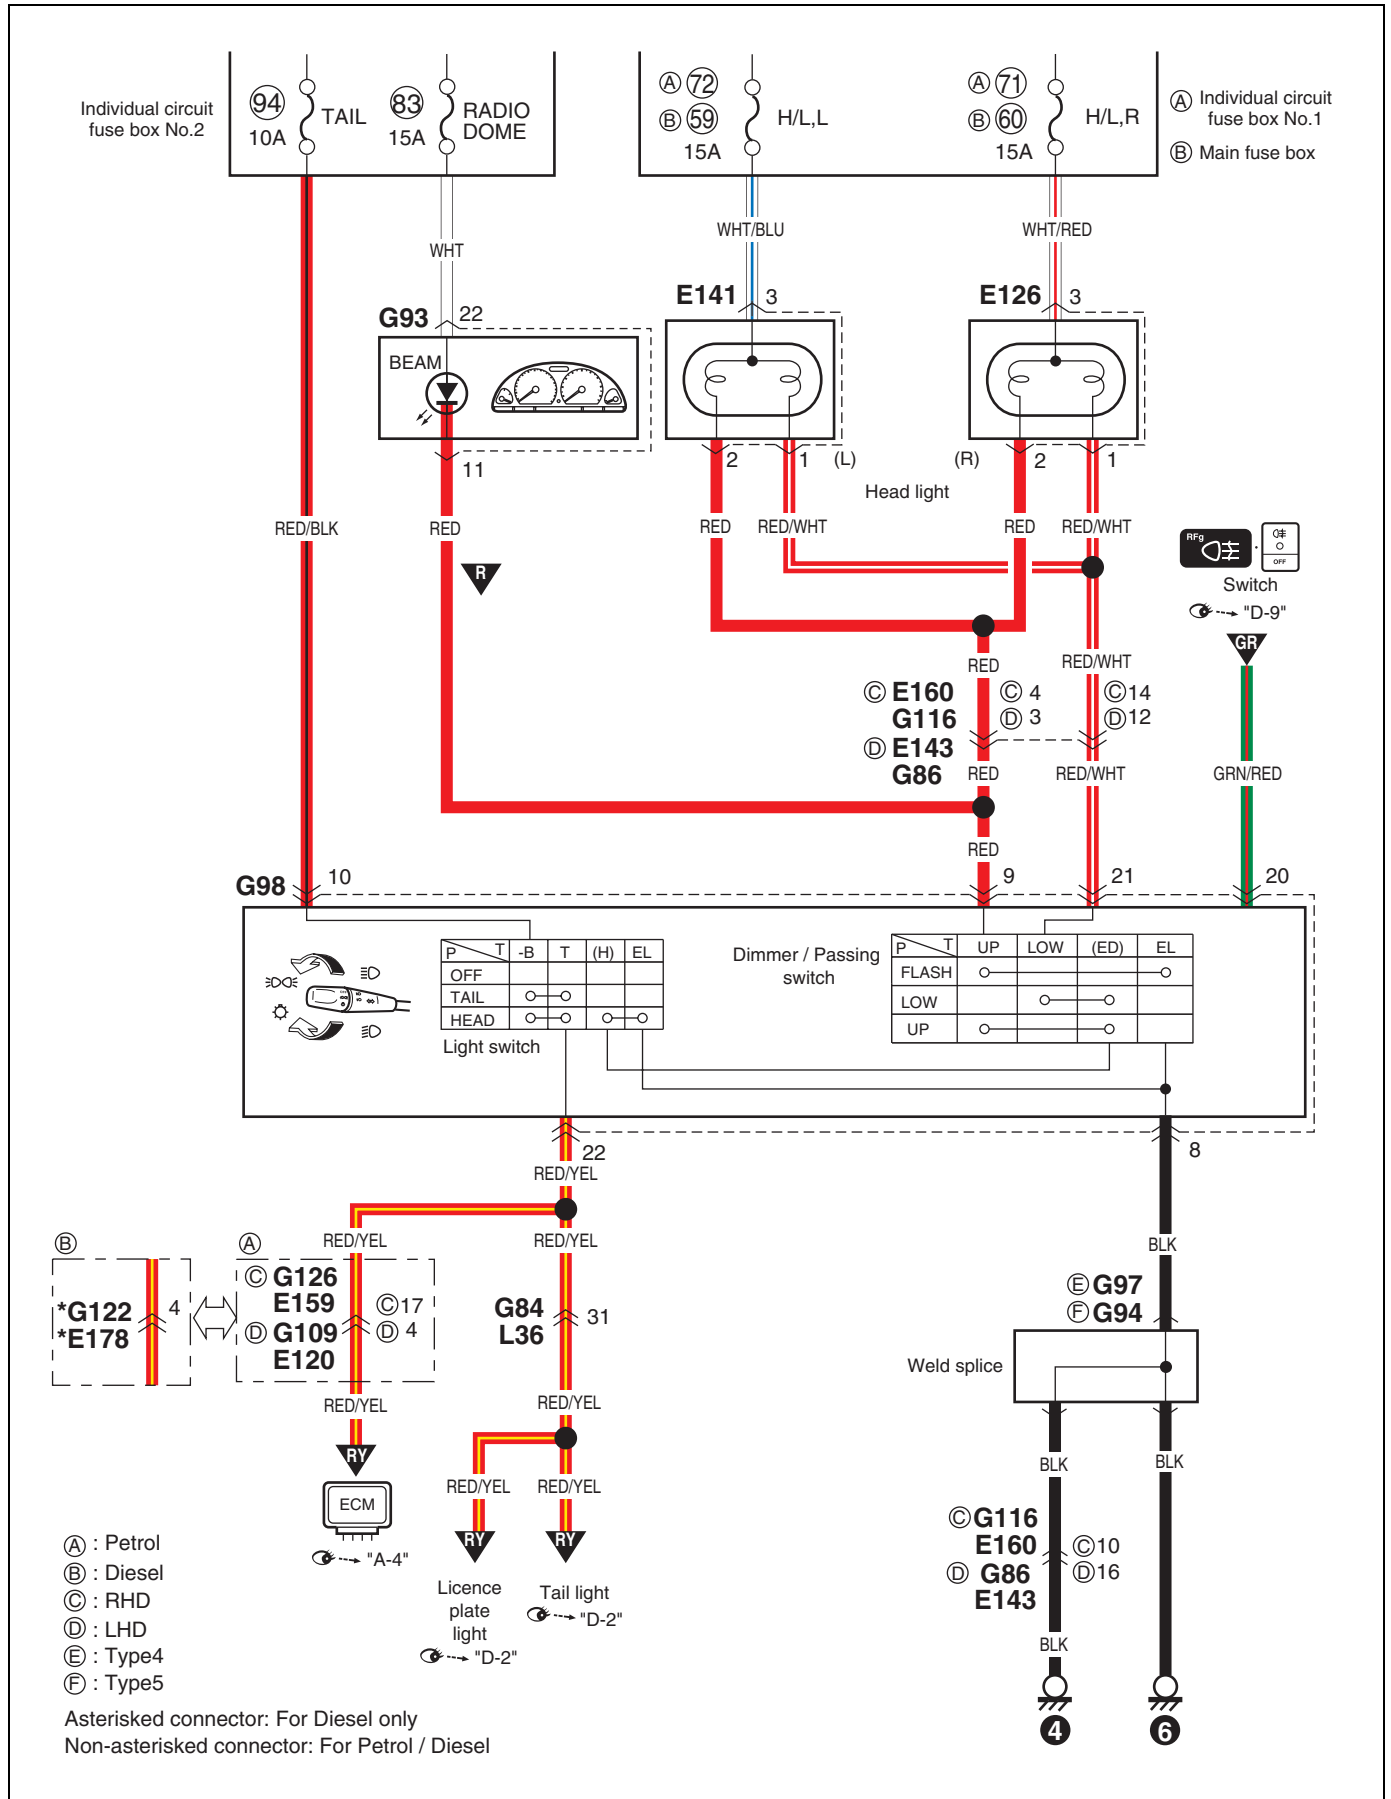 Individual circuit
fuse box No.2
94
10A
TAIL
83
15A
RADIO
DOME
A 72
B 59
15A
H/L,L
A 71
B 60
15A
H/L,R
A Individual circuit
fuse box No.1
B Main fuse box
WHT
WHT/BLU
WHT/RED
G93 22
E141 3
E126 3
BEAM
11
2 1 (L)
(R) 2 1
Head light
RED/BLK
RED
RED
RED/WHT
RED
RED/WHT
RFg
OFF
Switch
"D-9"
R
GR
RED
RED/WHT
C E160
G116
D E143
G86
C 4
D 3
C 14
D 12
RED
RED/WHT
GRN/RED
RED
G98 10
9
21
20
P T -B T (H) EL
OFF
TAIL
HEAD
Light switch
Dimmer / Passing
switch
P T UP LOW (ED) EL
FLASH
LOW
UP
22
8
RED/YEL
RED/YEL
RED/YEL
BLK
B
*G122
*E178
4
A
C G126
E159
D G109
E120
C 17
D 4
G84
L36
31
E G97
F G94
Weld splice
RED/YEL
RED/YEL
RY
ECM
"A-4"
RED/YEL
RED/YEL
RY
RY
Licence
plate
light
"D-2"
Tail light
"D-2"
BLK
BLK
C G116
E160
D G86
E143
C 10
D 16
BLK
4
6
A : Petrol
B : Diesel
C : RHD
D : LHD
E : Type4
F : Type5
Asterisked connector: For Diesel only
Non-asterisked connector: For Petrol / Diesel